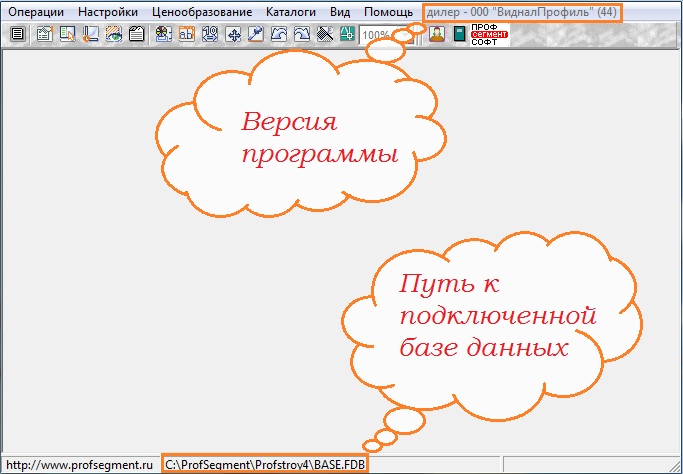 Операции Настройки Ценообразование Каталоги Вид Помощь дилер - ООО "ВидналПрофиль" (44)
100%
ПРОФ
сегмент
СОФТ
Версия
программы
Путь к
подключенной
базе данных
http://www.profsegment.ru C:\ProfSegment\Profstroy4\BASE.FDB